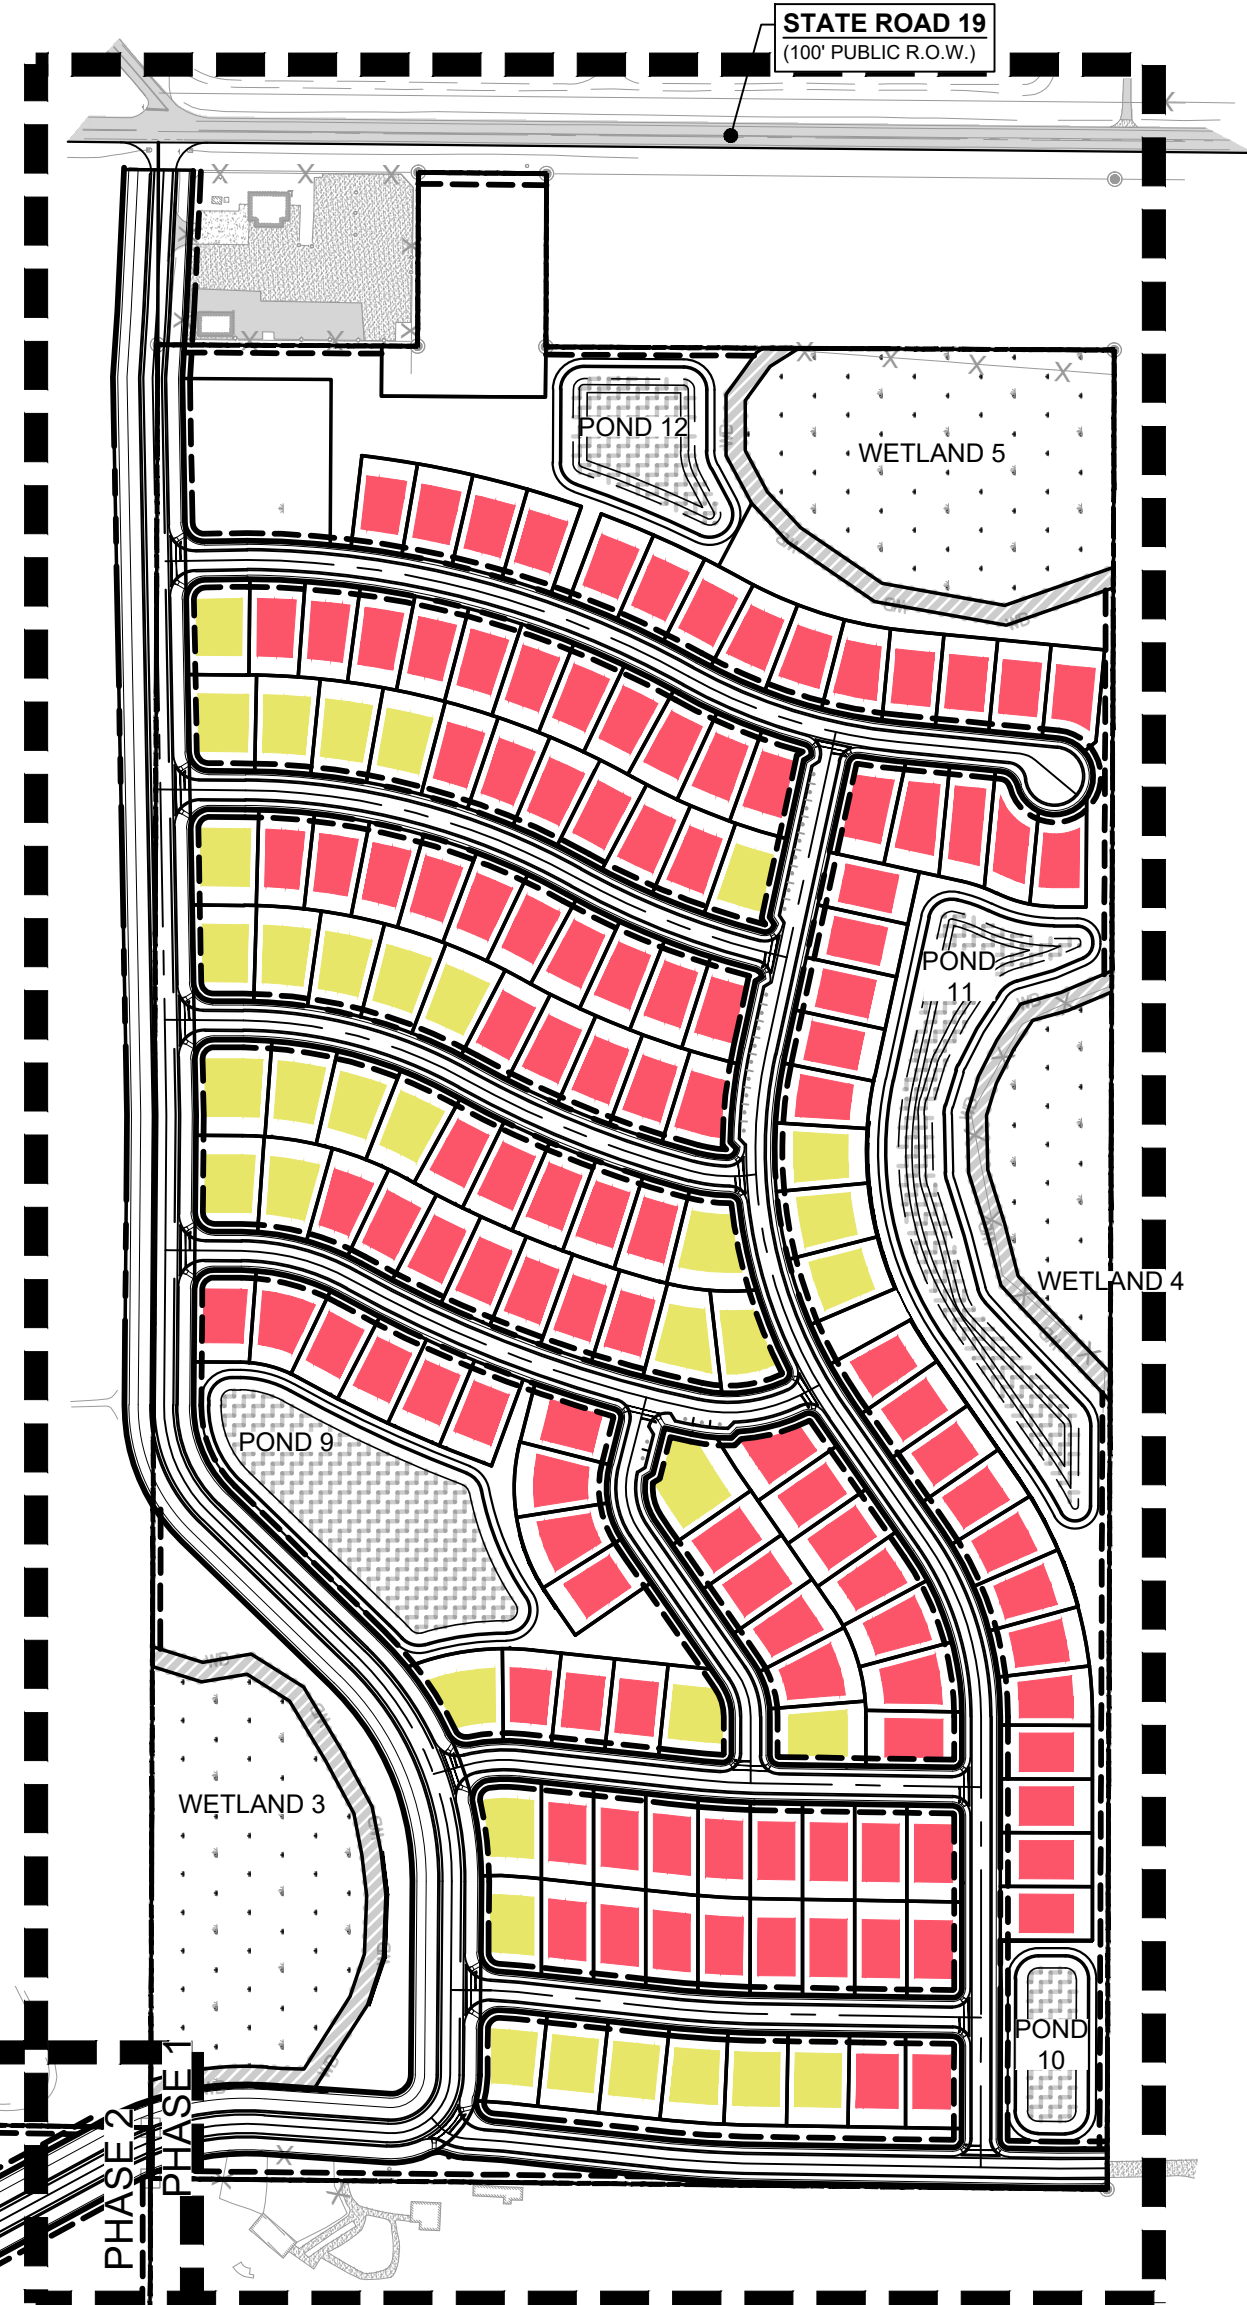 STATE ROAD 19
(100' PUBLIC R.O.W.)
POND 12
WETLAND 5
POND
11
WETLAND 4
POND 9
WETLAND 3
POND
10
PHASE 2
PHASE 1